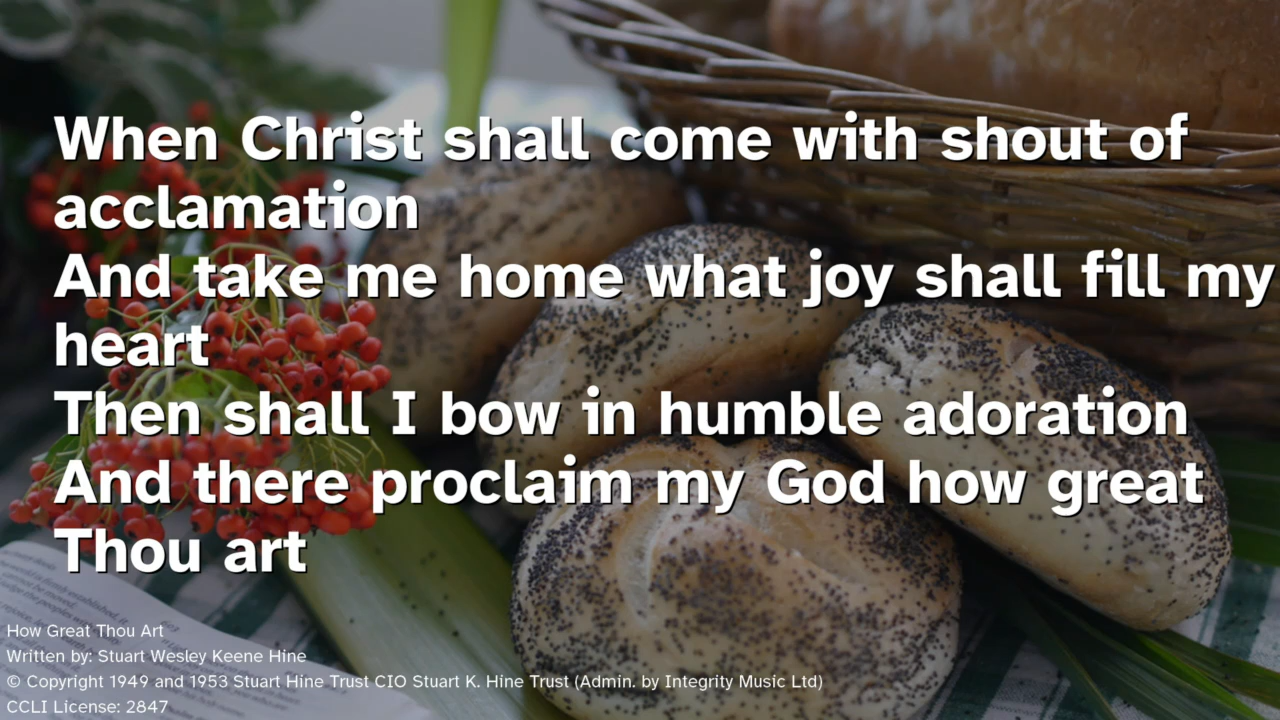 When Christ shall come with shout of
acclamation
And take me home what joy shall fill my
heart
Then shall I bow in humble adoration
And there proclaim my God how great
Thou art
How Great Thou Art
Written by: Stuart Wesley Keene Hine
© Copyright 1949 and 1953 Stuart Hine Trust CIO Stuart K. Hine Trust (Admin. by Integrity Music Ltd)
CCLI License: 2847